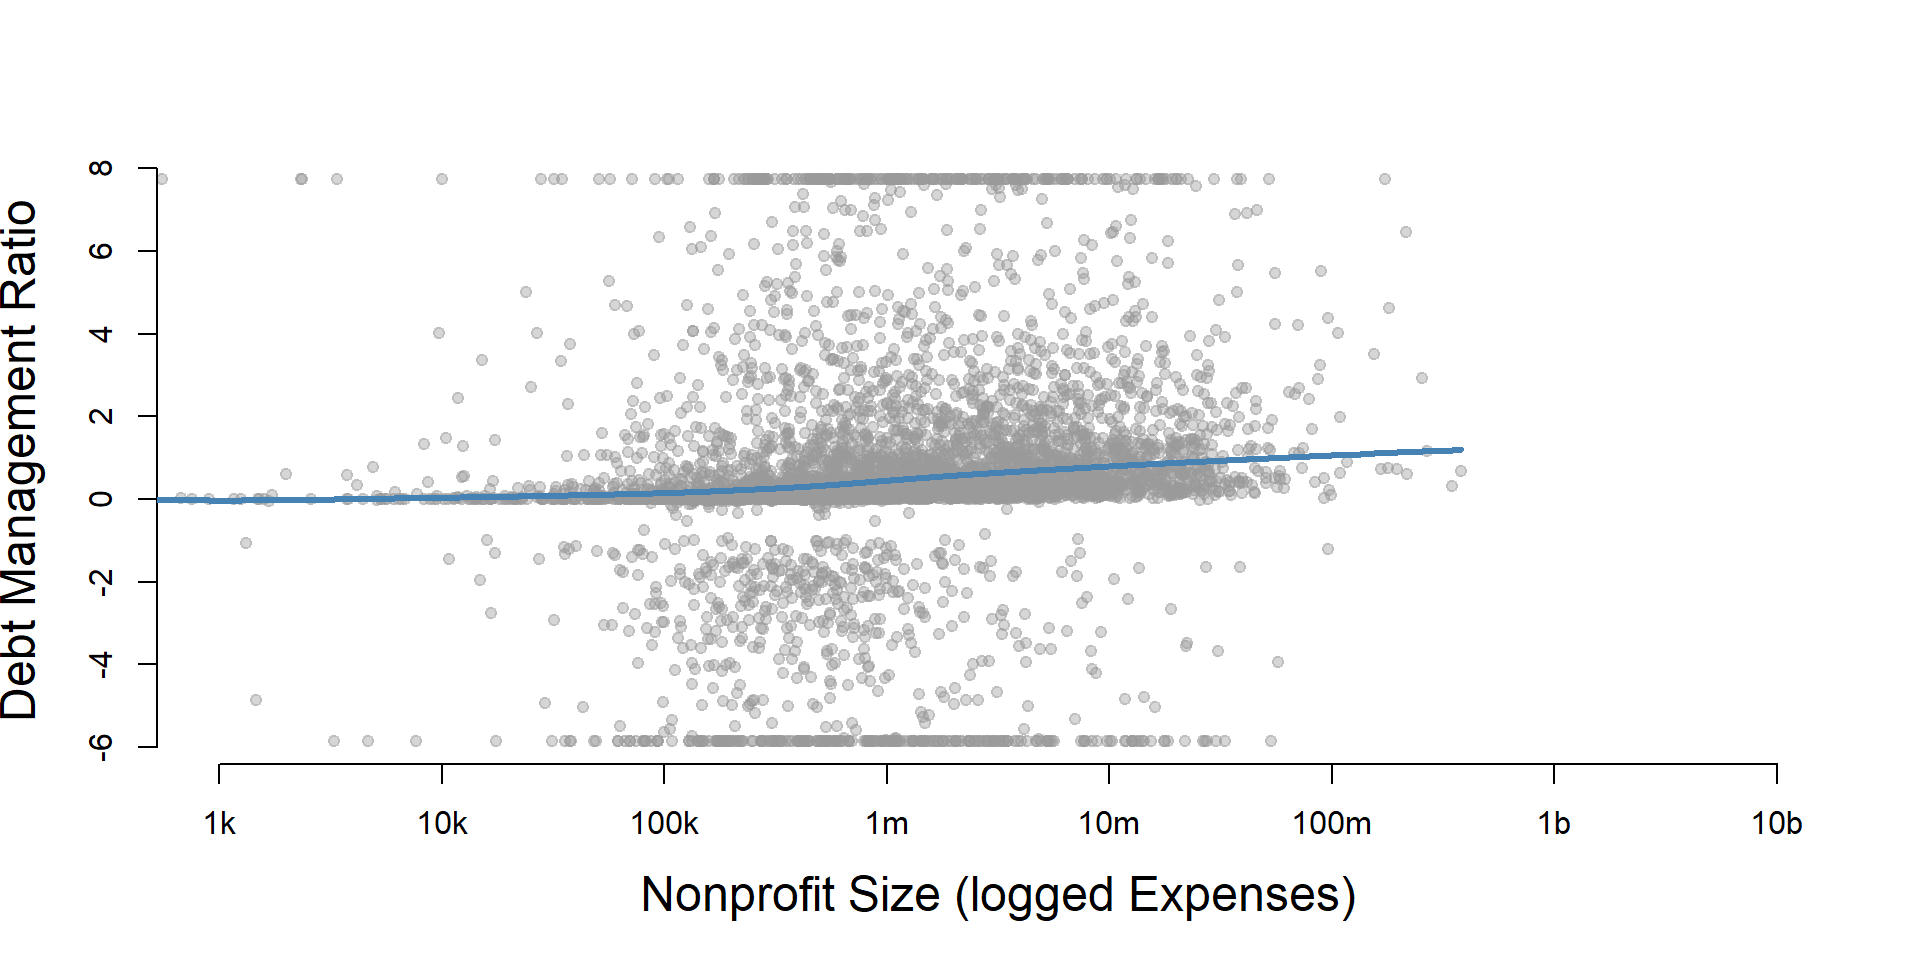 Debt Management Ratio
8
6
4
2
0
-2
-4
-6
1k 10k 100k 1m 10m 100m 1b 10b
Nonprofit Size (logged Expenses)